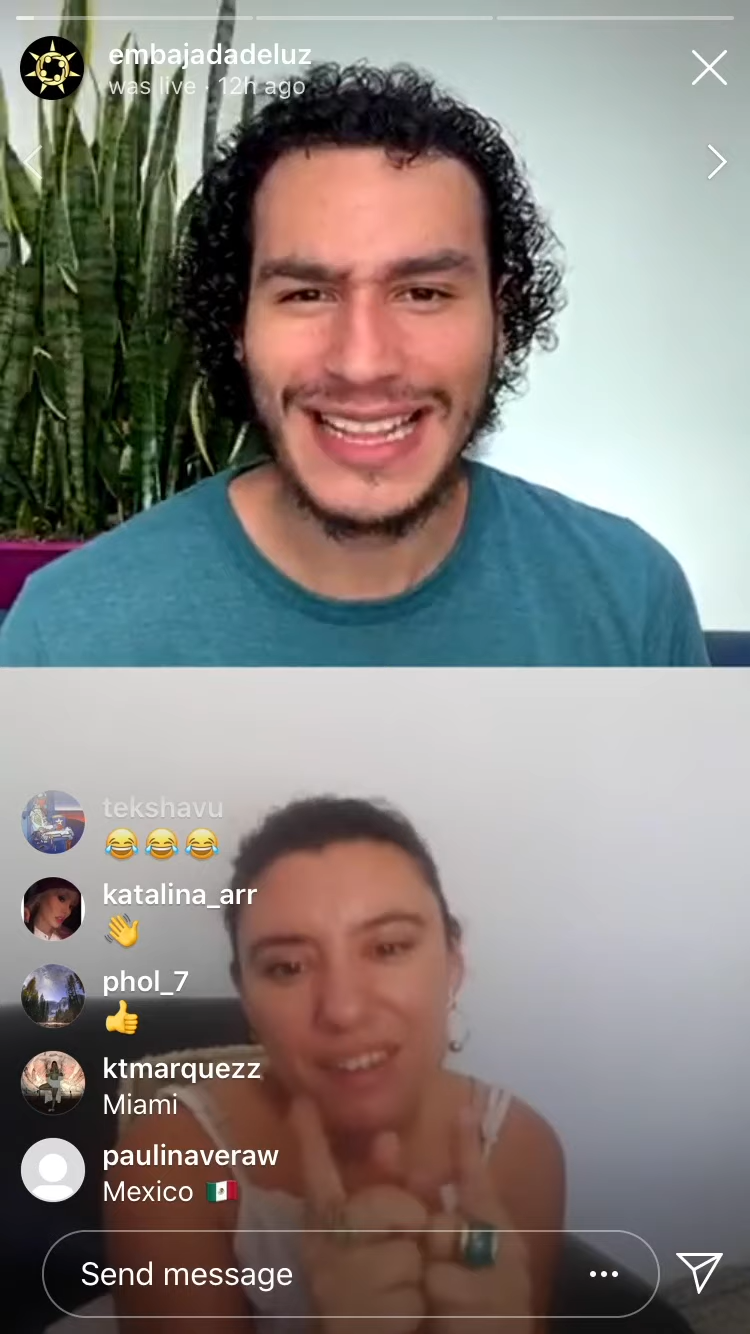 embajadadeluz
was live · 12h ago
tekshavu
😂😂😂
katalina_arr
👋
phol_7
👍
ktmarquezz
Miami
paulinaveraw
Mexico 🇲🇽
Send message